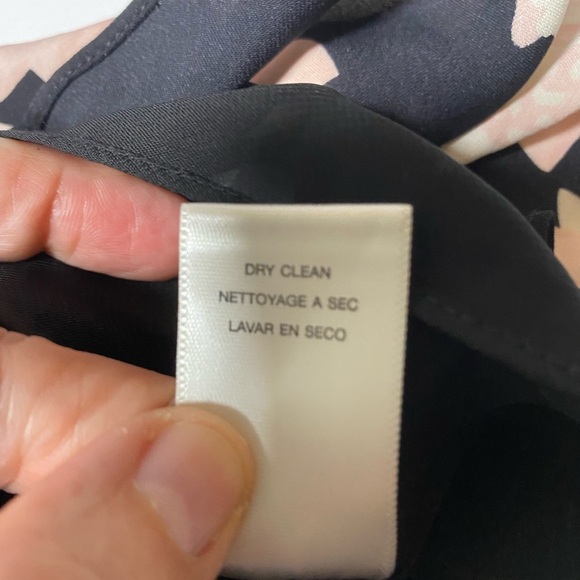 DRY CLEAN
NETTOYAGE A SEC
LAVAR EN SECO